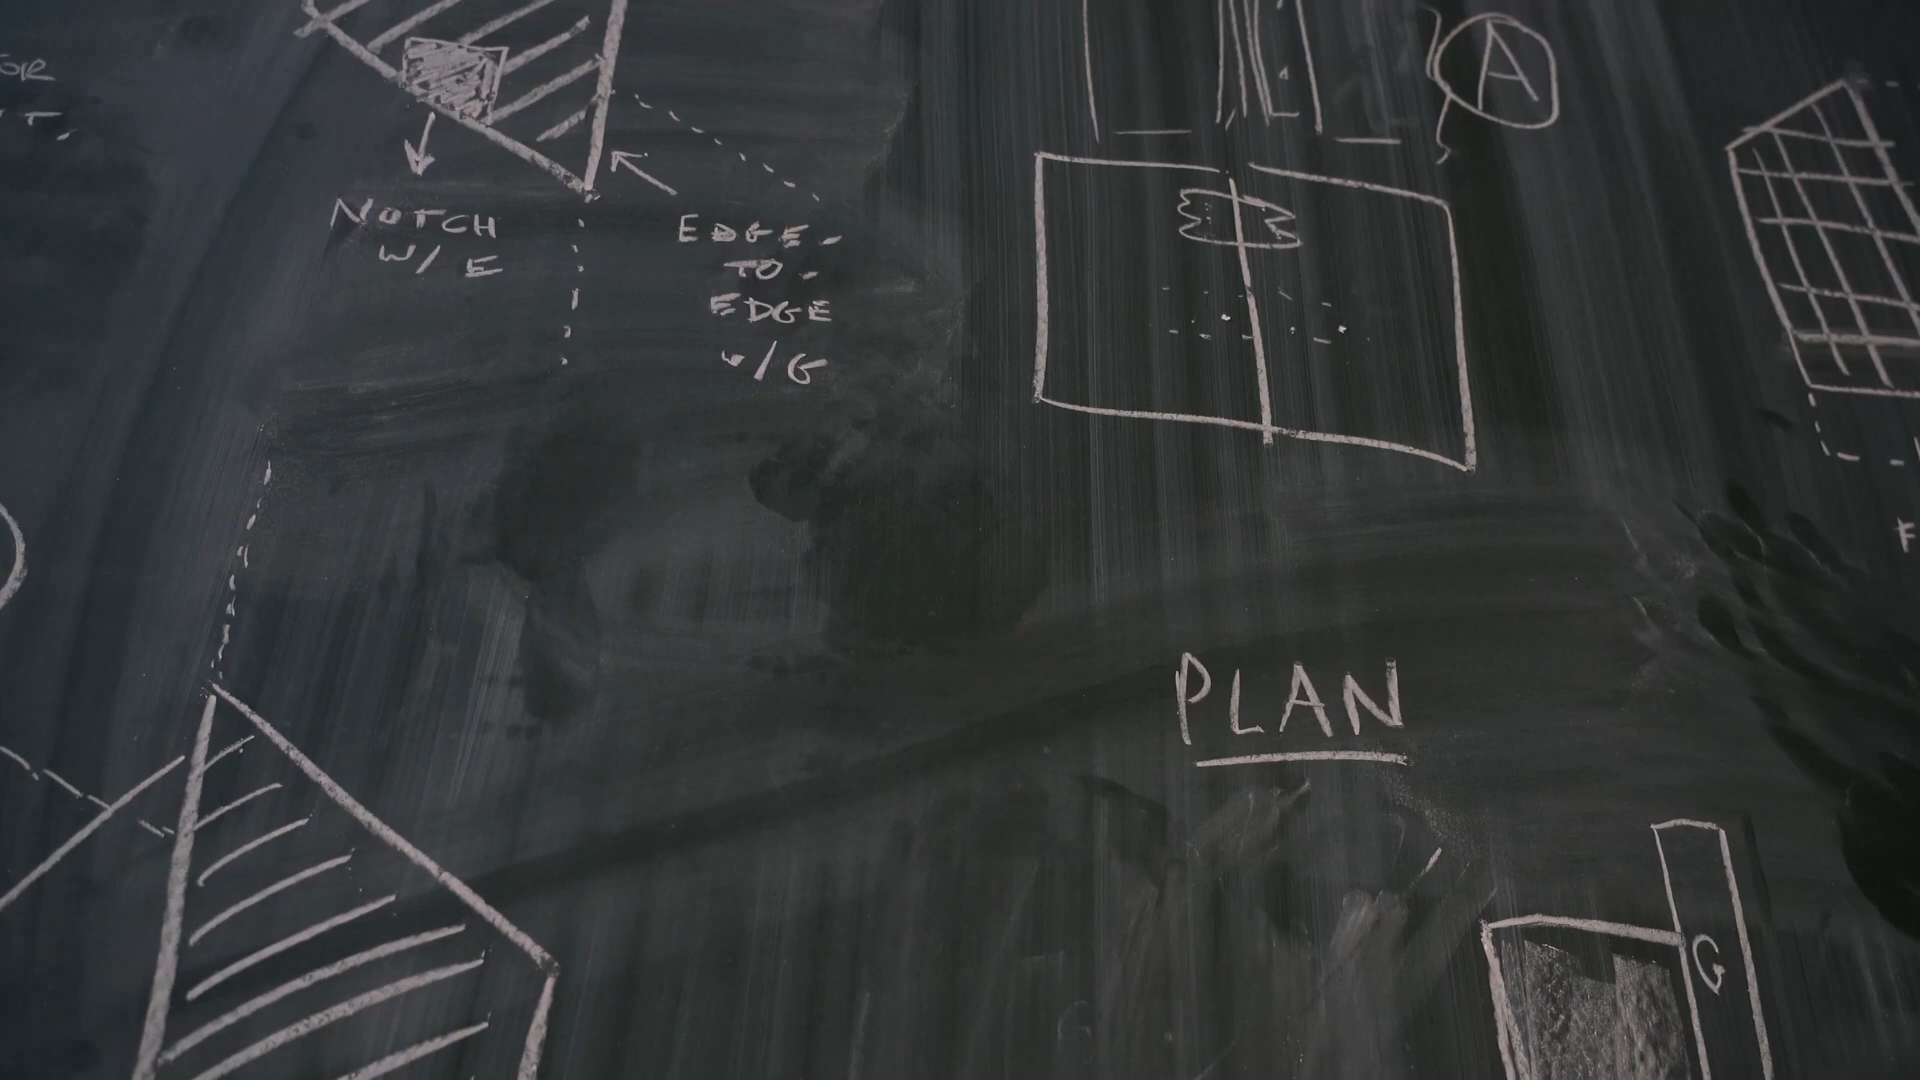 A
NOTCH
W/ E
EDGE-
TO-
EDGE
W/G
PLAN
G